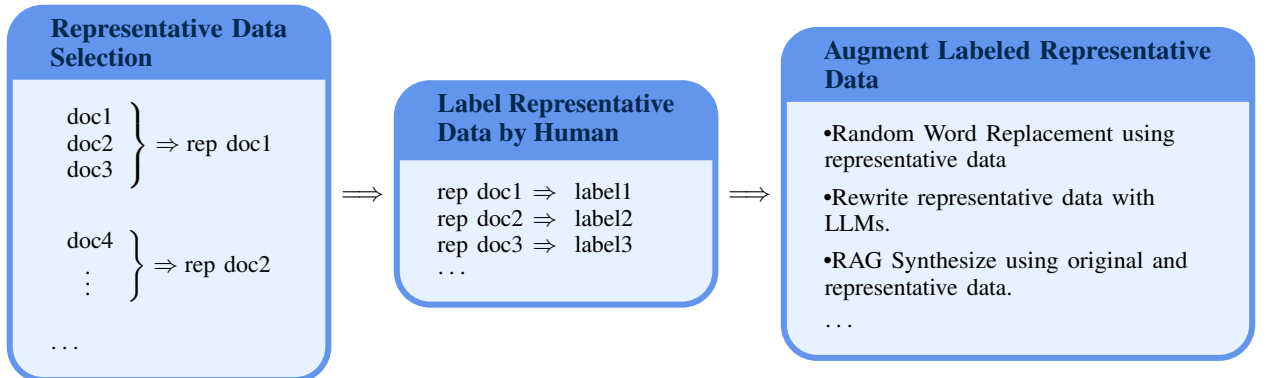 Representative Data
Selection
doc1
doc2
doc3
⇒ rep doc1
doc4
⋮
⇒ rep doc2
...
⇒
Label Representative
Data by Human
rep doc1 ⇒ label1
rep doc2 ⇒ label2
rep doc3 ⇒ label3
...
⇒
Augment Labeled Representative
Data
•Random Word Replacement using
representative data
•Rewrite representative data with
LLMs.
•RAG Synthesize using original and
representative data.
...